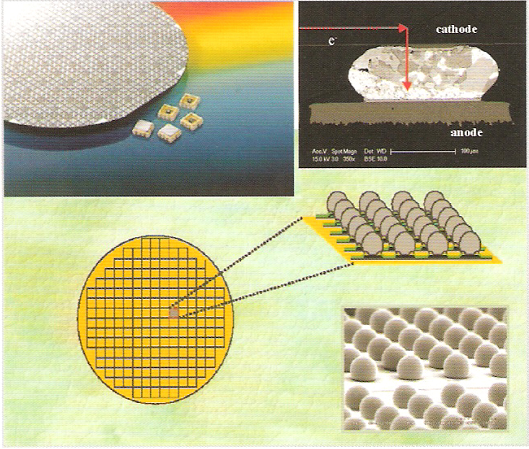 cathode
e⁻
anode
Acc.V Spot Magn Det WD
15.0 kV 3.0 350x BSE 10.0
100 µm